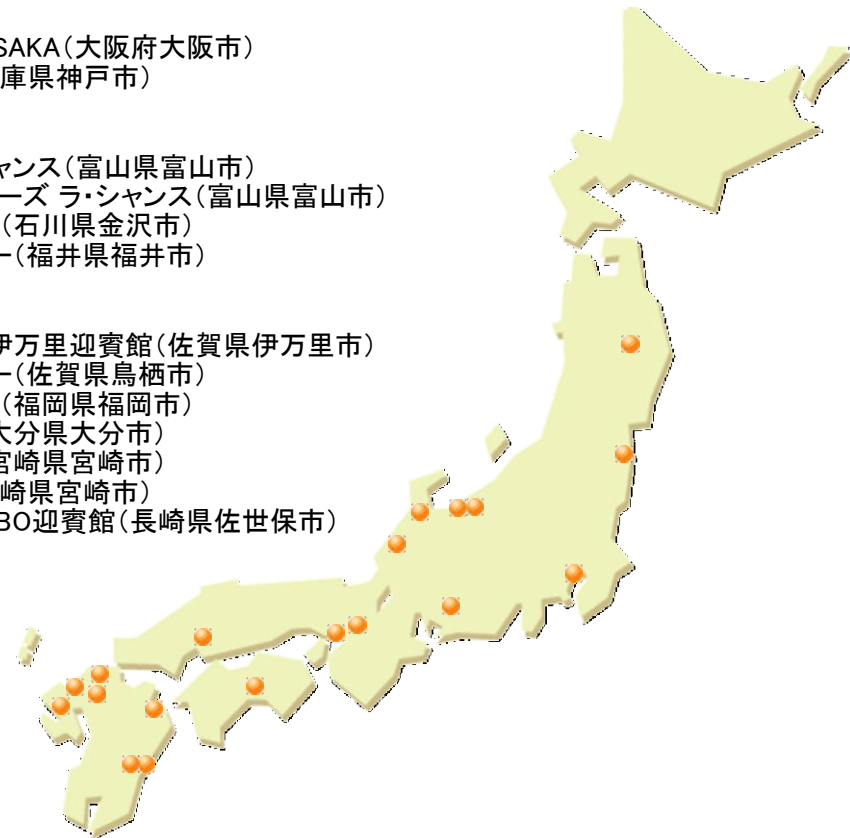 SAKA（大阪府大阪市）
庫県神戸市）
ャンス（富山県富山市）
ーズ ラ・シャンス（富山県富山市）
（石川県金沢市）
ー（福井県福井市）
伊万里迎賓館（佐賀県伊万里市）
ー（佐賀県鳥栖市）
（福岡県福岡市）
大分県大分市）
宮崎県宮崎市）
崎県宮崎市）
BO迎賓館（長崎県佐世保市）